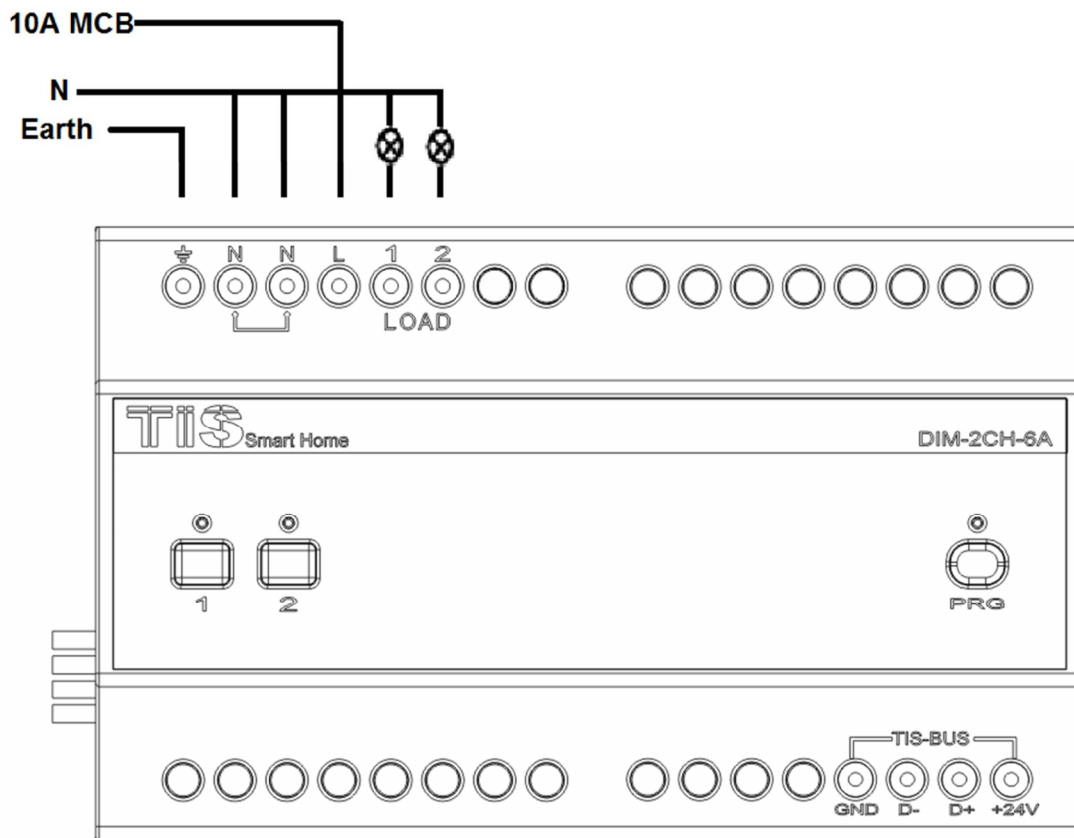 10A MCB
N
Earth
N N L 1 2
LOAD
TIS Smart Home
DIM-2CH-6A
1 2
PRG
TIS-BUS
GND D- D+ +24V